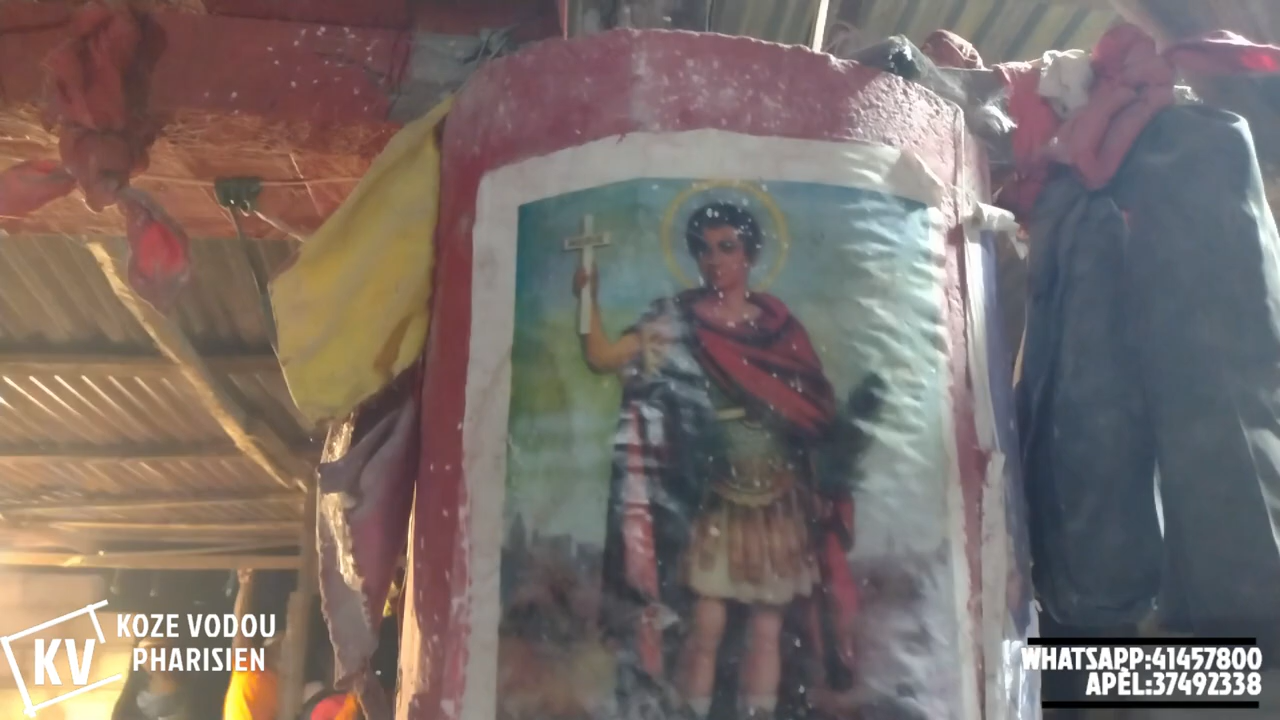 KV
KOZE VODOU
PHARISIEN
WHATSAPP:41457800
APÈL:37492338